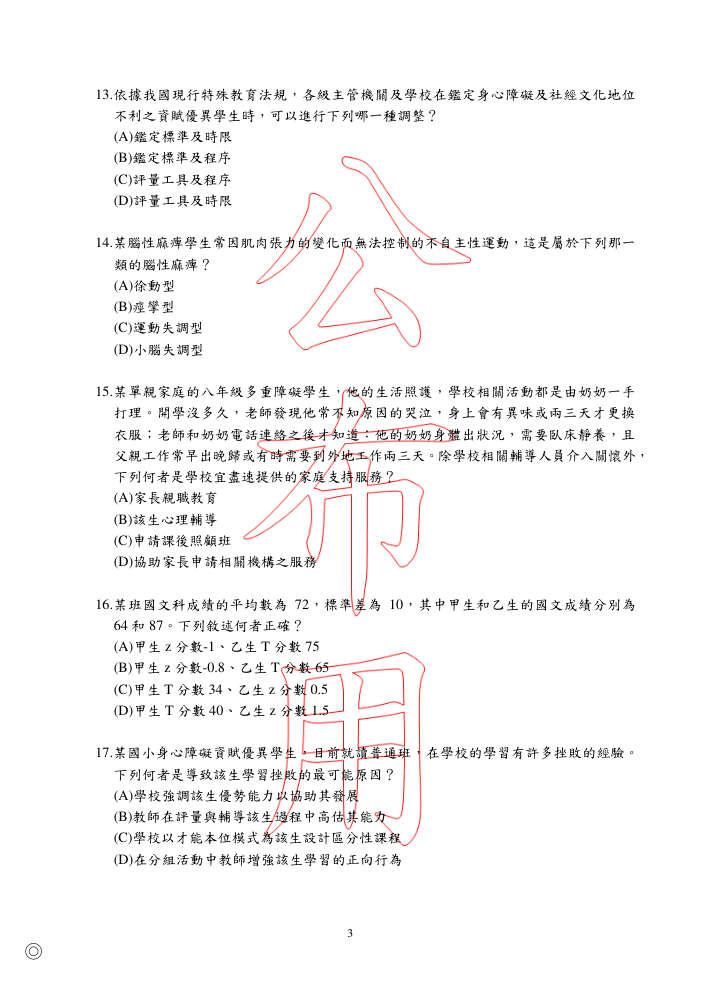 13.依據我國現行特殊教育法規，各級主管機關及學校在鑑定身心障礙及社經文化地位
不利之資賦優異學生時，可以進行下列哪一種調整？
(A)鑑定標準及時限
(B)鑑定標準及程序
(C)評量工具及程序
(D)評量工具及時限
14.某腦性麻痺學生常因肌肉張力的變化而無法控制的不自主性運動，這是屬於下列那一
類的腦性麻痺？
(A)徐動型
(B)痙攣型
(C)運動失調型
(D)小腦失調型
15.某單親家庭的八年級多重障礙學生，他的生活照護，學校相關活動都是由奶奶一手
打理。開學沒多久，老師發現他常不知原因的哭泣，身上會有異味或兩三天才更換
衣服；老師和奶奶電話連絡之後才知道：他的奶奶身體出狀況，需要臥床靜養，且
父親工作常早出晚歸或有時需要到外地工作兩三天。除學校相關輔導人員介入關懷外，
下列何者是學校宜盡速提供的家庭支持服務？
(A)家長親職教育
(B)該生心理輔導
(C)申請課後照顧班
(D)協助家長申請相關機構之服務
16.某班國文科成績的平均數為 72，標準差為 10，其中甲生和乙生的國文成績分別為
64 和 87。下列敘述何者正確？
(A)甲生 z 分數-1、乙生 T 分數 75
(B)甲生 z 分數-0.8、乙生 T 分數 65
(C)甲生 T 分數 34、乙生 z 分數 0.5
(D)甲生 T 分數 40、乙生 z 分數 1.5
17.某國小身心障礙資賦優異學生，目前就讀普通班，在學校的學習有許多挫敗的經驗。
下列何者是導致該生學習挫敗的最可能原因？
(A)學校強調該生優勢能力以協助其發展
(B)教師在評量與輔導該生過程中高估其能力
(C)學校以才能本位模式為該生設計區分性課程
(D)在分組活動中教師增強該生學習的正向行為
公
布
用
3